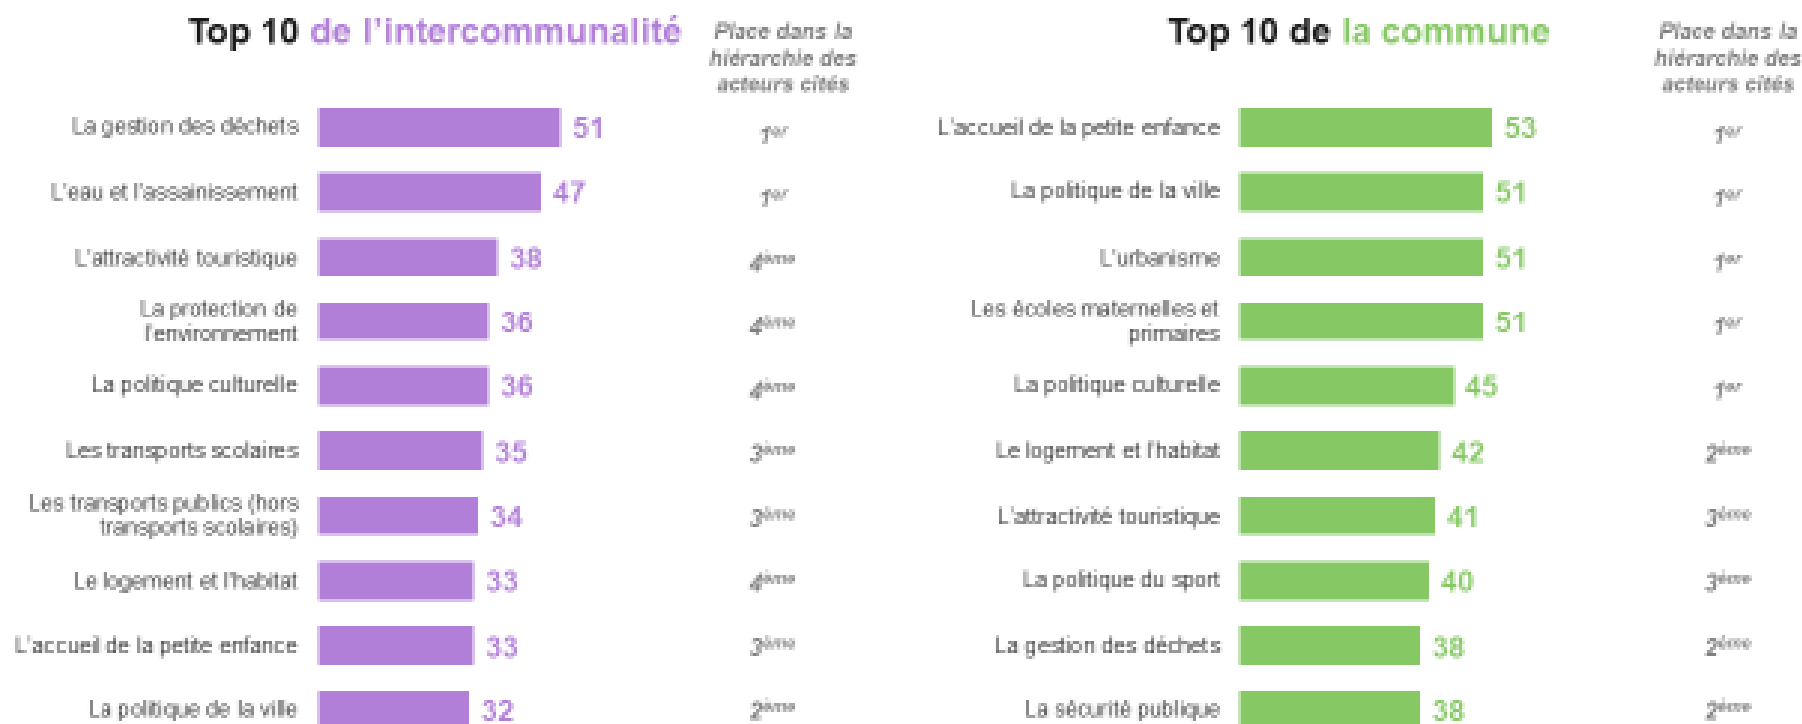 Top 10 de l'intercommunalité
Place dans la
hiérarchie des
acteurs cités
La gestion des déchets 51 1er
L'eau et l'assainissement 47 1er
L'attractivité touristique 38 4ème
La protection de
l'environnement 36 4ème
La politique culturelle 36 4ème
Les transports scolaires 35 3ème
Les transports publics (hors
transports scolaires) 34 3ème
Le logement et l'habitat 33 4ème
L'accueil de la petite enfance 33 3ème
La politique de la ville 32 2ème
Top 10 de la commune
Place dans la
hiérarchie des
acteurs cités
L'accueil de la petite enfance 53 1er
La politique de la ville 51 1er
L'urbanisme 51 1er
Les écoles maternelles et
primaires 51 1er
La politique culturelle 45 1er
Le logement et l'habitat 42 2ème
L'attractivité touristique 41 3ème
La politique du sport 40 3ème
La gestion des déchets 38 2ème
La sécurité publique 38 2ème